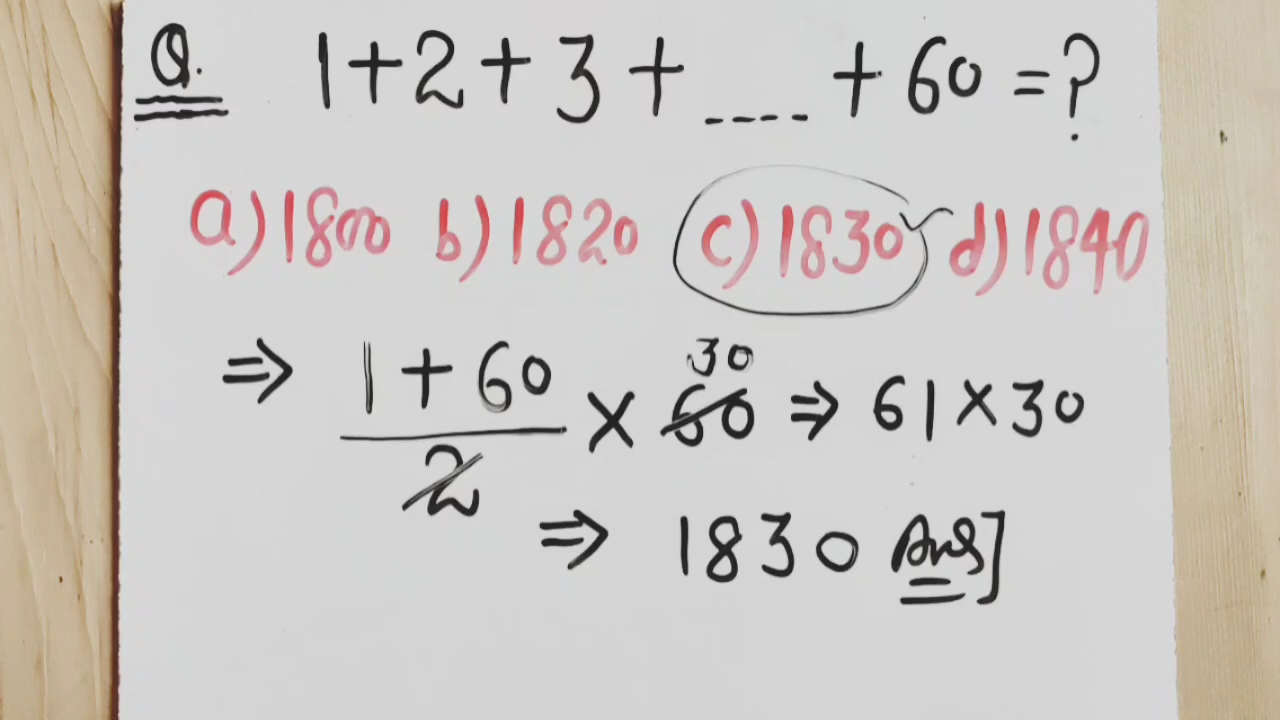 Q. 1+2+3+ ---- +60 =?
a) 1800 b) 1820 c) 1830 ✓ d) 1840
⇒ (1+60)/2 × 60 30 ⇒ 61×30
⇒ 1830 Ans]